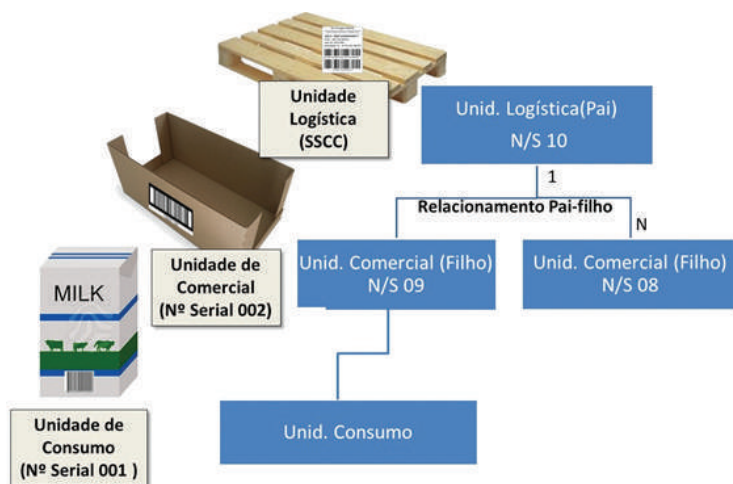 Unidade
Logística
(SSCC)
Unid. Logística(Pai)
N/S 10
1
Relacionamento Pai-filho
N
Unid. Comercial (Filho)
N/S 09
Unid. Comercial (Filho)
N/S 08
Unidade de
Comercial
(Nº Serial 002)
MILK
Unid. Consumo
Unidade de
Consumo
(Nº Serial 001 )